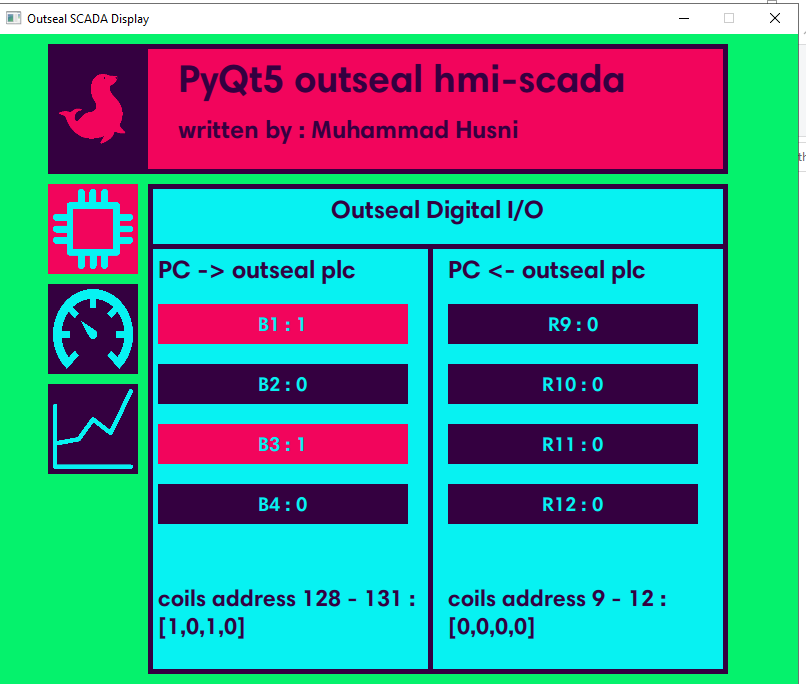 Outseal SCADA Display
PyQt5 outseal hmi-scada
written by : Muhammad Husni
Outseal Digital I/O
PC -> outseal plc
B1 : 1
B2 : 0
B3 : 1
B4 : 0
coils address 128 - 131 :
[1,0,1,0]
PC <- outseal plc
R9 : 0
R10 : 0
R11 : 0
R12 : 0
coils address 9 - 12 :
[0,0,0,0]